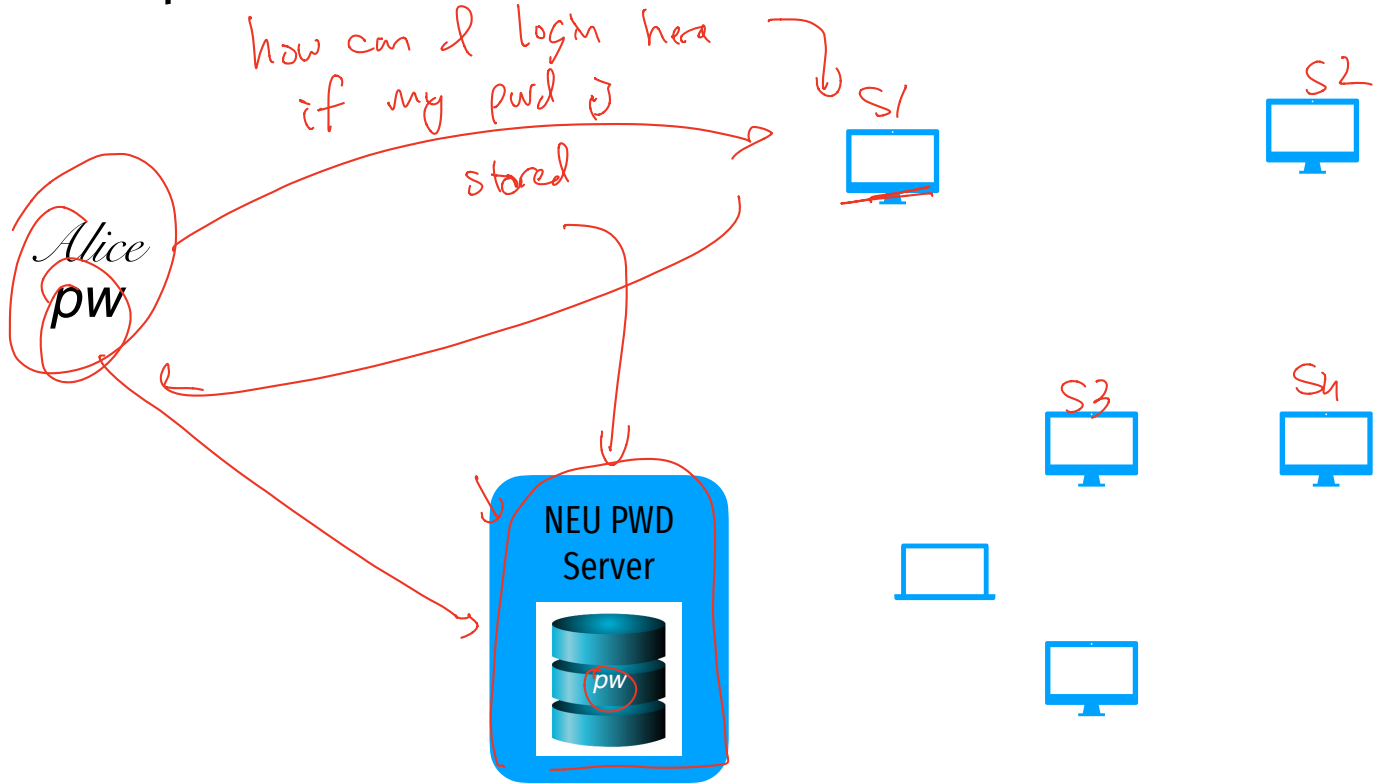 how can I login here
if my pwd is
stored
S1
S2
Alice
pw
S3
S4
NEU PWD
Server
pw